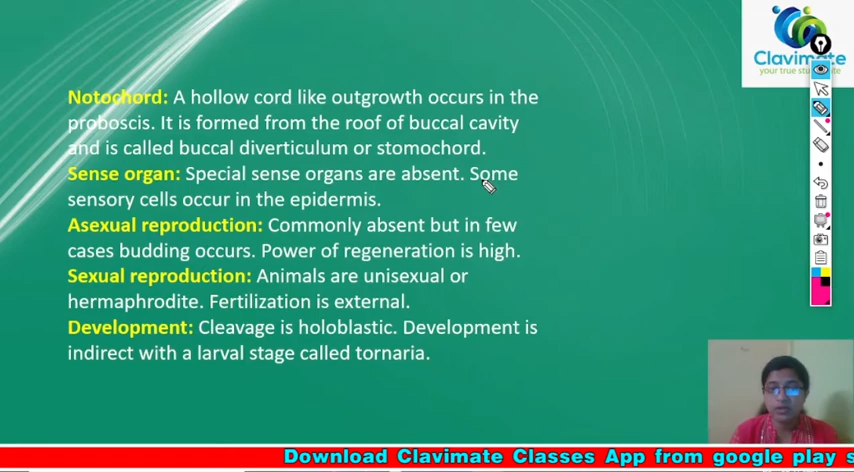 Clavimate
your true stu
Notochord: A hollow cord like outgrowth occurs in the
proboscis. It is formed from the roof of buccal cavity
and is called buccal diverticulum or stomochord.
Sense organ: Special sense organs are absent. Some
sensory cells occur in the epidermis.
Asexual reproduction: Commonly absent but in few
cases budding occurs. Power of regeneration is high.
Sexual reproduction: Animals are unisexual or
hermaphrodite. Fertilization is external.
Development: Cleavage is holoblastic. Development is
indirect with a larval stage called tornaria.
Download Clavimate Classes App from google play s